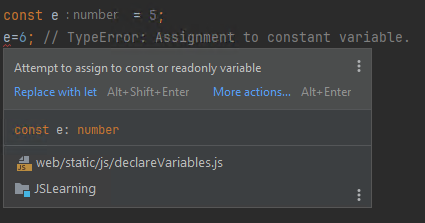 const e : number = 5;
e=6; // TypeError: Assignment to constant variable.
Attempt to assign to const or readonly variable
Replace with let Alt+Shift+Enter More actions... Alt+Enter
const e: number
JS web/static/js/declareVariables.js
JSLearning